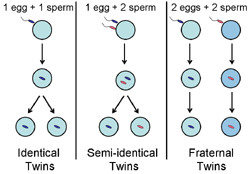 1 egg + 1 sperm
1 egg + 2 sperm
2 eggs + 2 sperm
Identical
Twins
Semi-identical
Twins
Fraternal
Twins